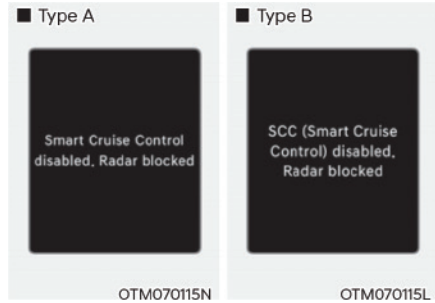 ■ Type A
Smart Cruise Control
disabled, Radar blocked
OTM070115N
■ Type B
SCC (Smart Cruise
Control) disabled,
Radar blocked
OTM070115L